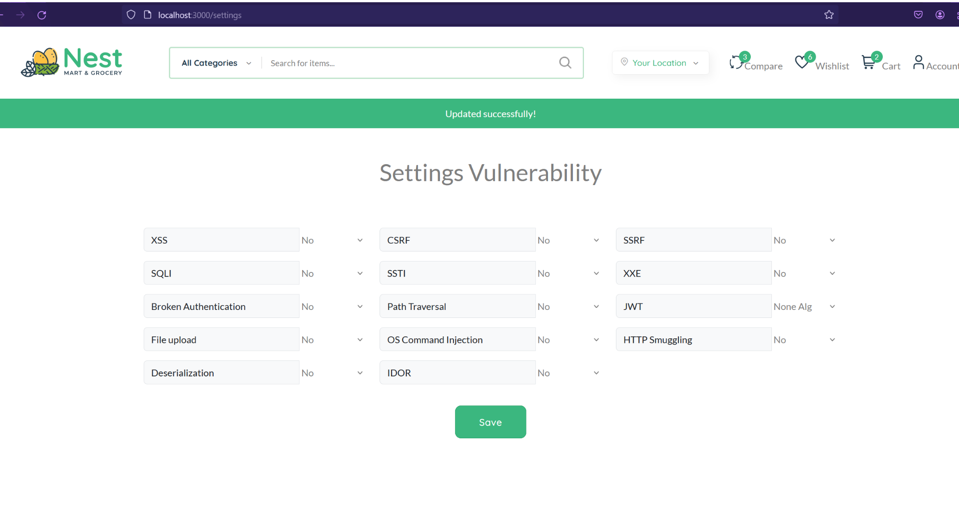 localhost:3000/settings
Nest
MART & GROCERY
All Categories
Search for items...
Your Location
3
Compare
6
Wishlist
2
Cart
Account
Updated successfully!
Settings Vulnerability
XSS No CSRF No SSRF No
SQLI No SSTI No XXE No
Broken Authentication No Path Traversal No JWT None Alg
File upload No OS Command Injection No HTTP Smuggling No
Deserialization No IDOR No
Save